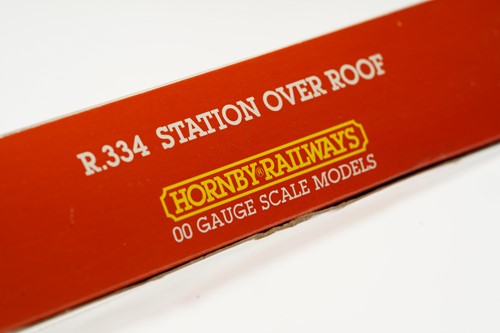 R.334 STATION OVER ROOF
HORNBY® RAILWAYS
00 GAUGE SCALE MODELS